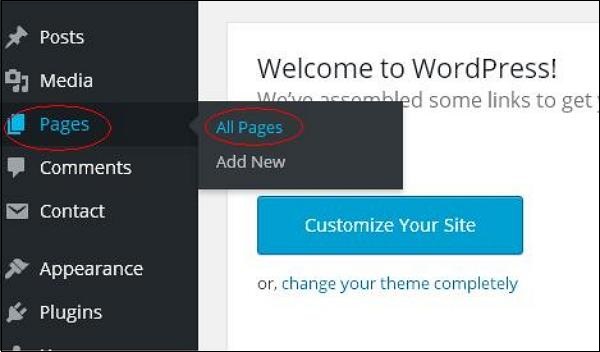 Posts
Media
Pages
Comments
Contact
Appearance
Plugins
All Pages
Add New
Welcome to WordPress!
We've assembled some links to get
Customize Your Site
or, change your theme completely